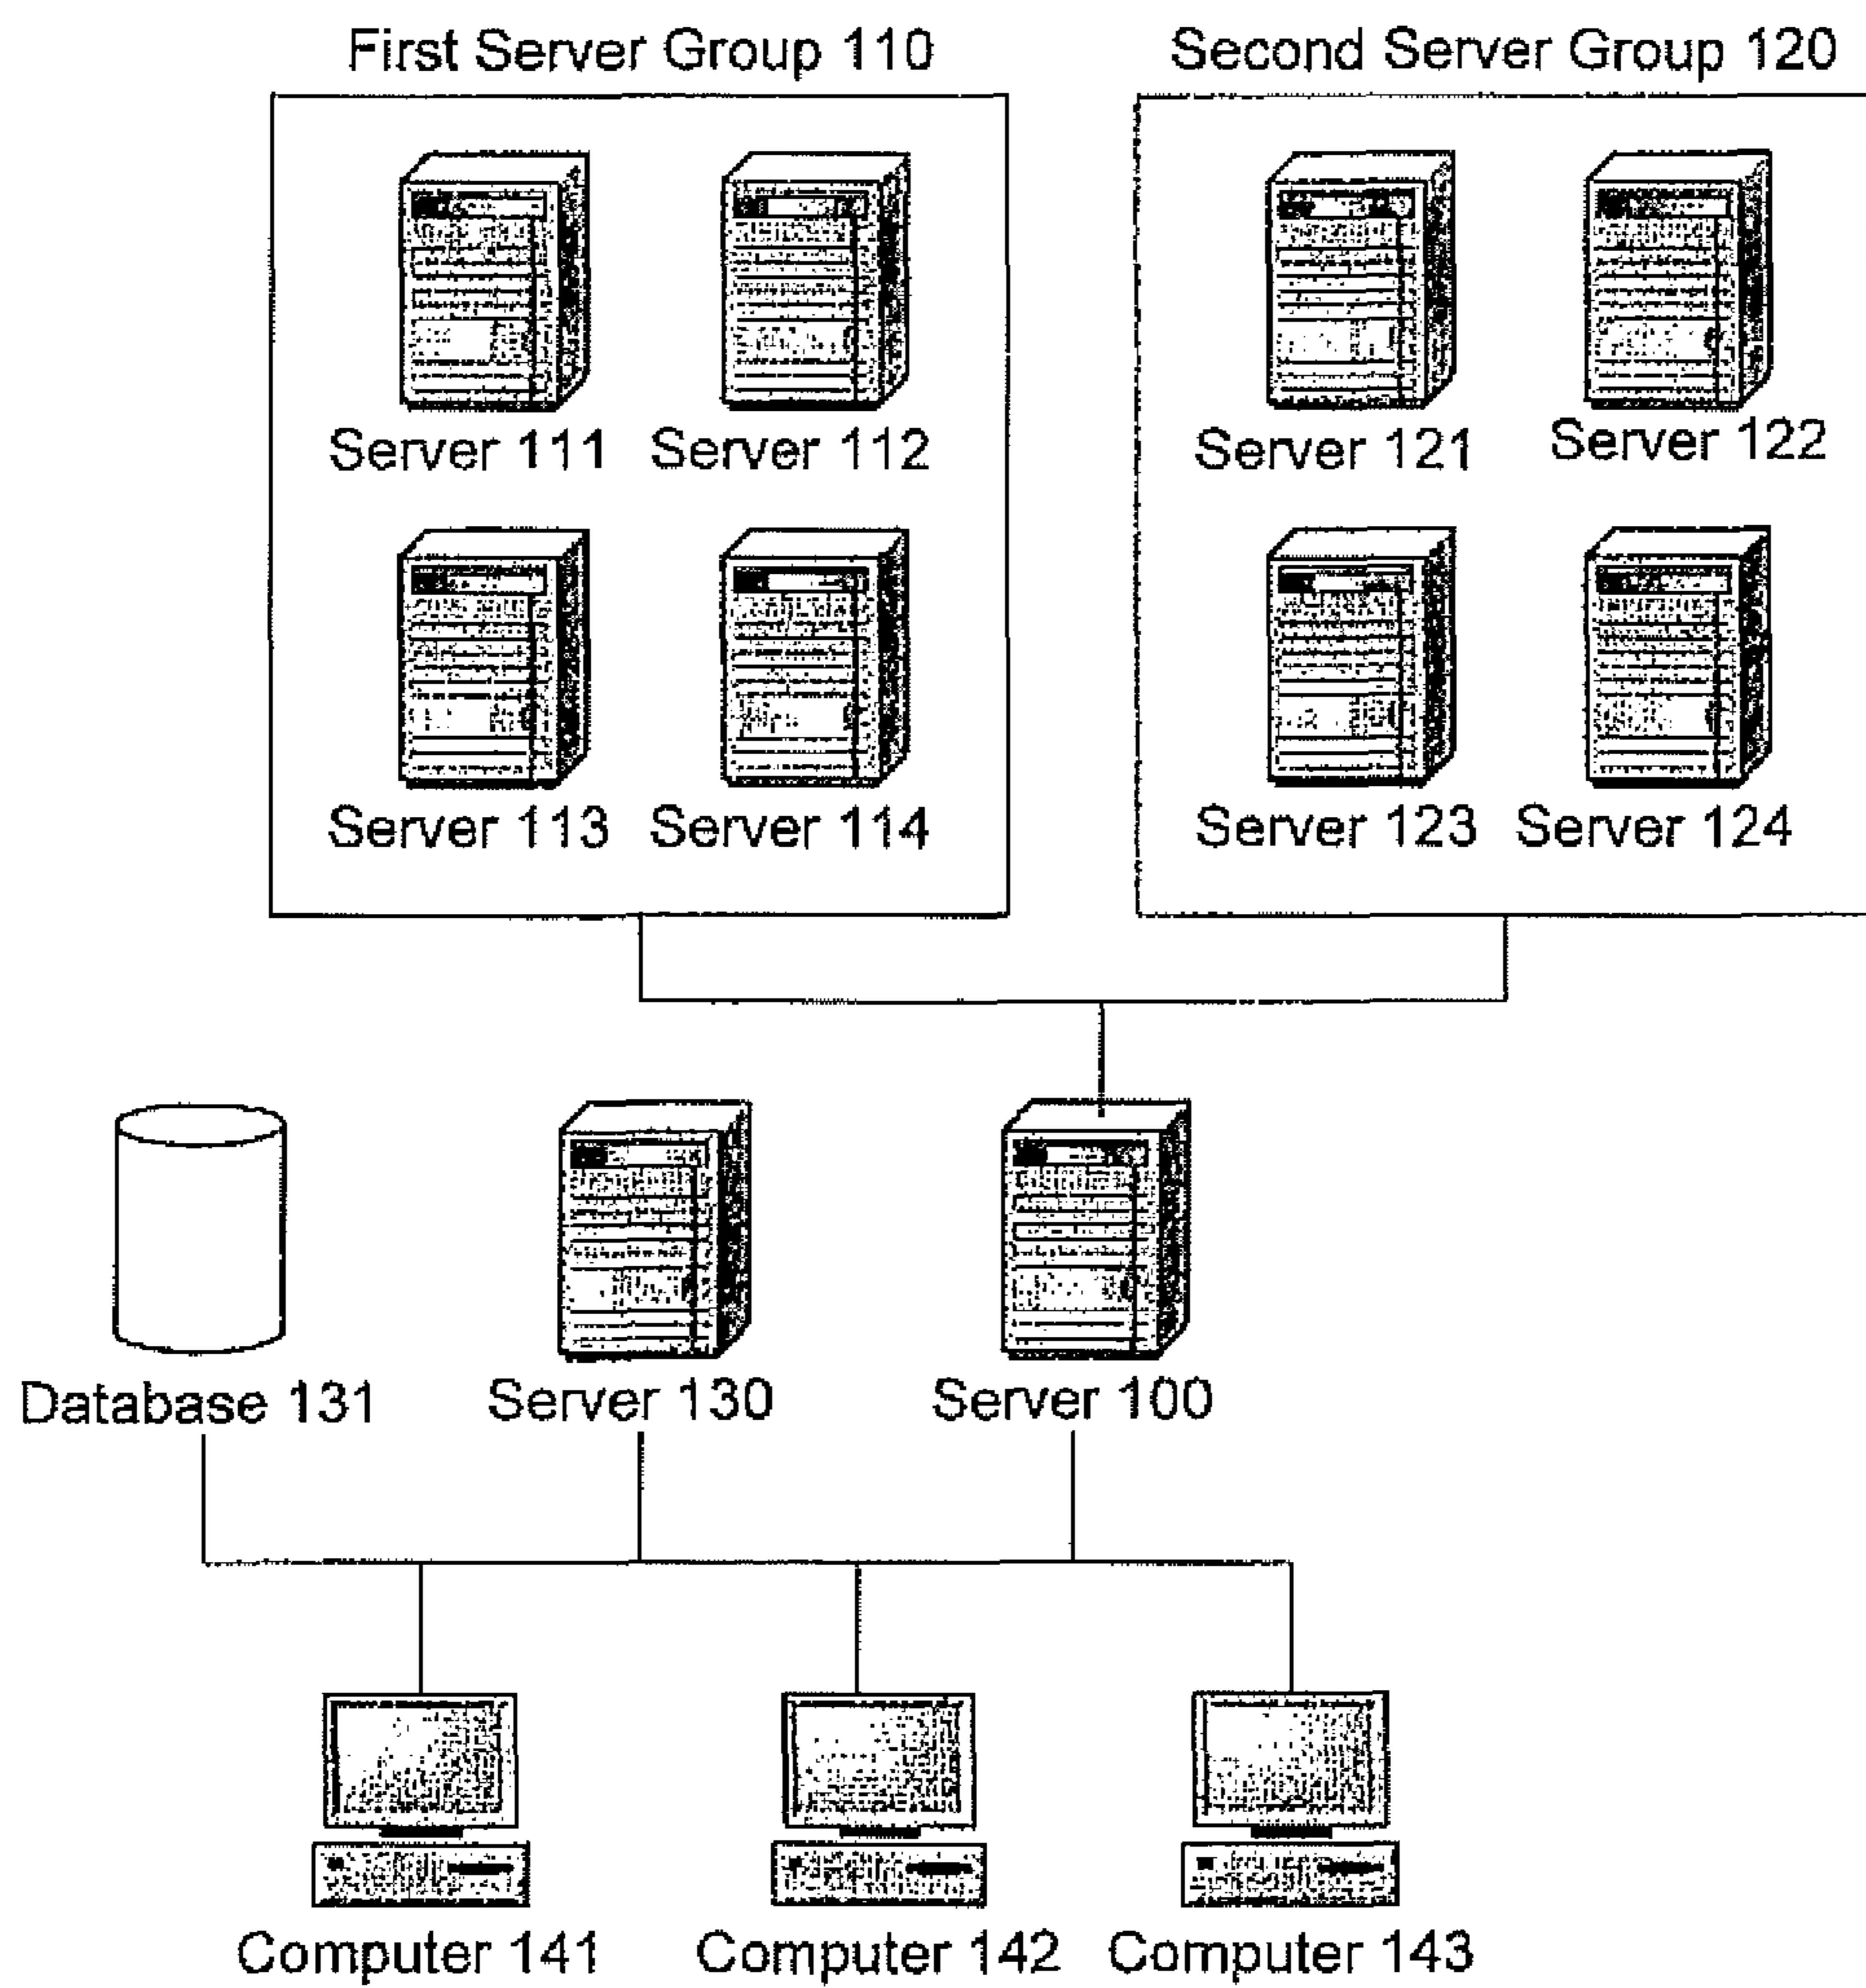 First Server Group 110
Second Server Group 120
Server 111
Server 112
Server 121
Server 122
Server 113
Server 114
Server 123
Server 124
Database 131
Server 130
Server 100
Computer 141
Computer 142
Computer 143